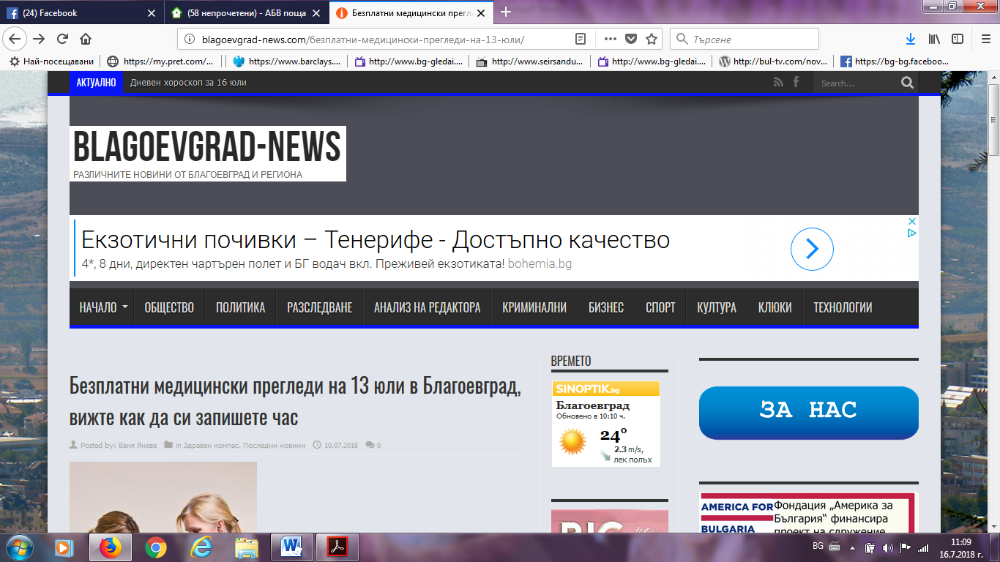 (24) Facebook
(58 непрочетени) - АБВ поща
Безплатни медицински прегл
blagoevgrad-news.com/безплатни-медицински-прегледи-на-13-юли/
Търсене
Най-посещавани
https://my.pret.com/...
https://www.barclays....
http://www.bg-gledai....
http://www.seirsandu...
http://www.bg-gledai....
http://bul-tv.com/nov...
https://bg-bg.faceboo...
АКТУАЛНО
Дневен хороскоп за 16 юли
Search...
BLAGOEVGRAD-NEWS
РАЗЛИЧНИТЕ НОВИНИ ОТ БЛАГОЕВГРАД И РЕГИОНА
Екзотични почивки – Тенерифе - Достъпно качество
4*, 8 дни, директен чартърен полет и БГ водач вкл. Преживей екзотиката! bohemia.bg
НАЧАЛО
ОБЩЕСТВО
ПОЛИТИКА
РАЗСЛЕДВАНЕ
АНАЛИЗ НА РЕДАКТОРА
КРИМИНАЛНИ
БИЗНЕС
СПОРТ
КУЛТУРА
КЛЮКИ
ТЕХНОЛОГИИ
Безплатни медицински прегледи на 13 юли в Благоевград,
вижте как да си запишете час
Posted by: Ваня Янева
in Здравен компас, Последни новини
10.07.2018
0
ВРЕМЕТО
SINOPTIK.bg
Благоевград
Обновено в 10:10 ч.
24°
2.3 m/s,
лек полъх
ЗА НАС
AMERICA FOR
BULGARIA
Фондация „Америка за
България“ финансира
проект на сдружение
BG
11:09
16.7.2018 г.